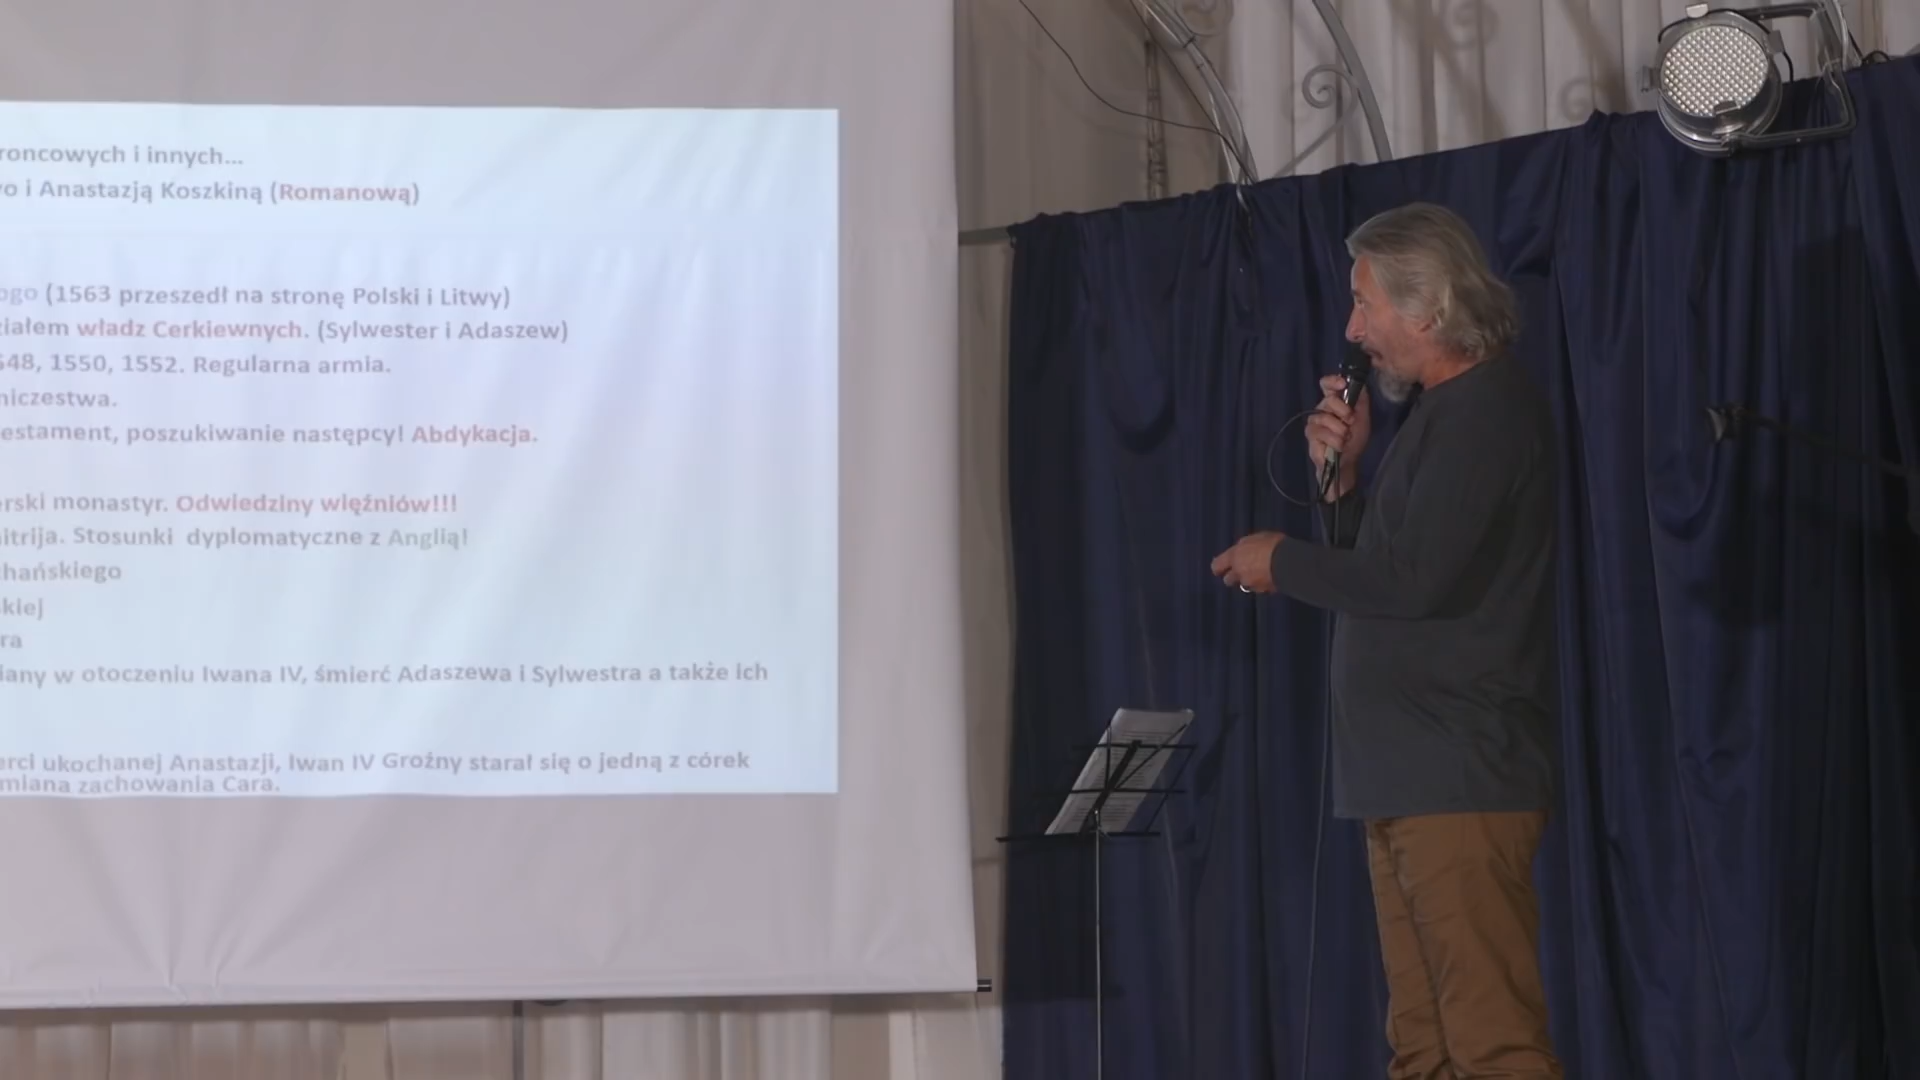 roncowych i innych...
o i Anastazją Koszkiną (Romanową)
ogo (1563 przeszedł na stronę Polski i Litwy)
iałem władz Cerkiewnych. (Sylwester i Adaszew)
548, 1550, 1552. Regularna armia.
niczestwa.
estament, poszukiwanie następcy! Abdykacja.
rski monastyr. Odwiedziny więźniów!!!
itrija. Stosunki dyplomatyczne z Anglią!
hańskiego
kiej
ra
iany w otoczeniu Iwana IV, śmierć Adaszewa i Sylwestra a także ich
erci ukochanej Anastazji, Iwan IV Groźny starał się o jedną z córek
miana zachowania Cara.